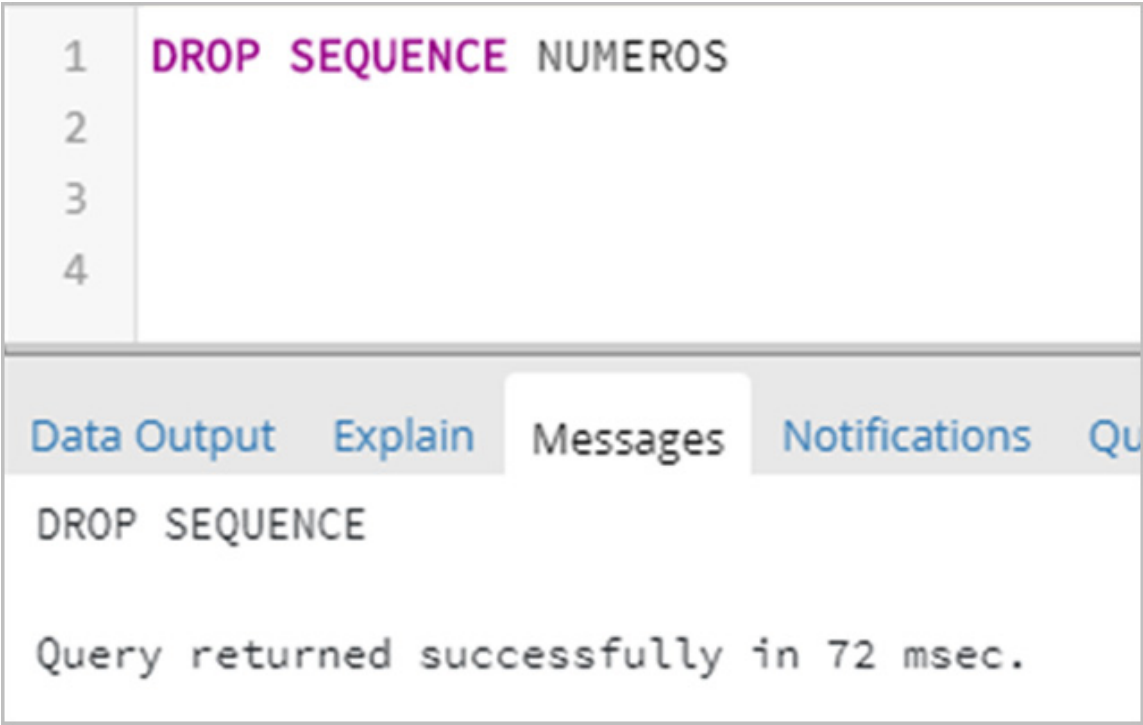 1 DROP SEQUENCE NUMEROS
2
3
4
Data Output Explain Messages Notifications Qu
DROP SEQUENCE
Query returned successfully in 72 msec.